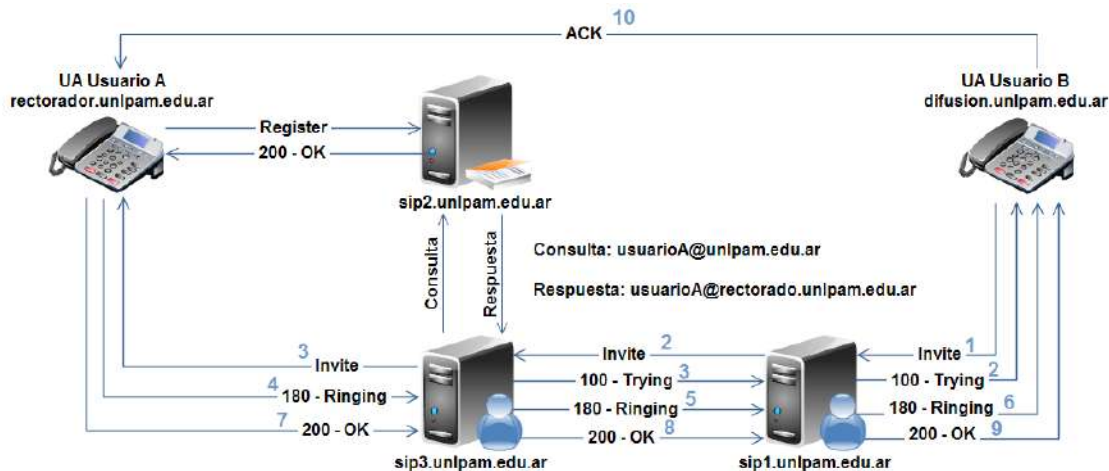 10
ACK
UA Usuario A
rectorador.unlpam.edu.ar
UA Usuario B
difusion.unlpam.edu.ar
Register
200 - OK
sip2.unlpam.edu.ar
Consulta
Respuesta
Consulta: usuarioA@unlpam.edu.ar
Respuesta: usuarioA@rectorado.unlpam.edu.ar
3 Invite
4 180 - Ringing
7 200 - OK
Invite 2
100 - Trying 3
180 - Ringing 5
200 - OK 8
Invite 1
100 - Trying 2
180 - Ringing 6
200 - OK 9
sip3.unlpam.edu.ar
sip1.unlpam.edu.ar